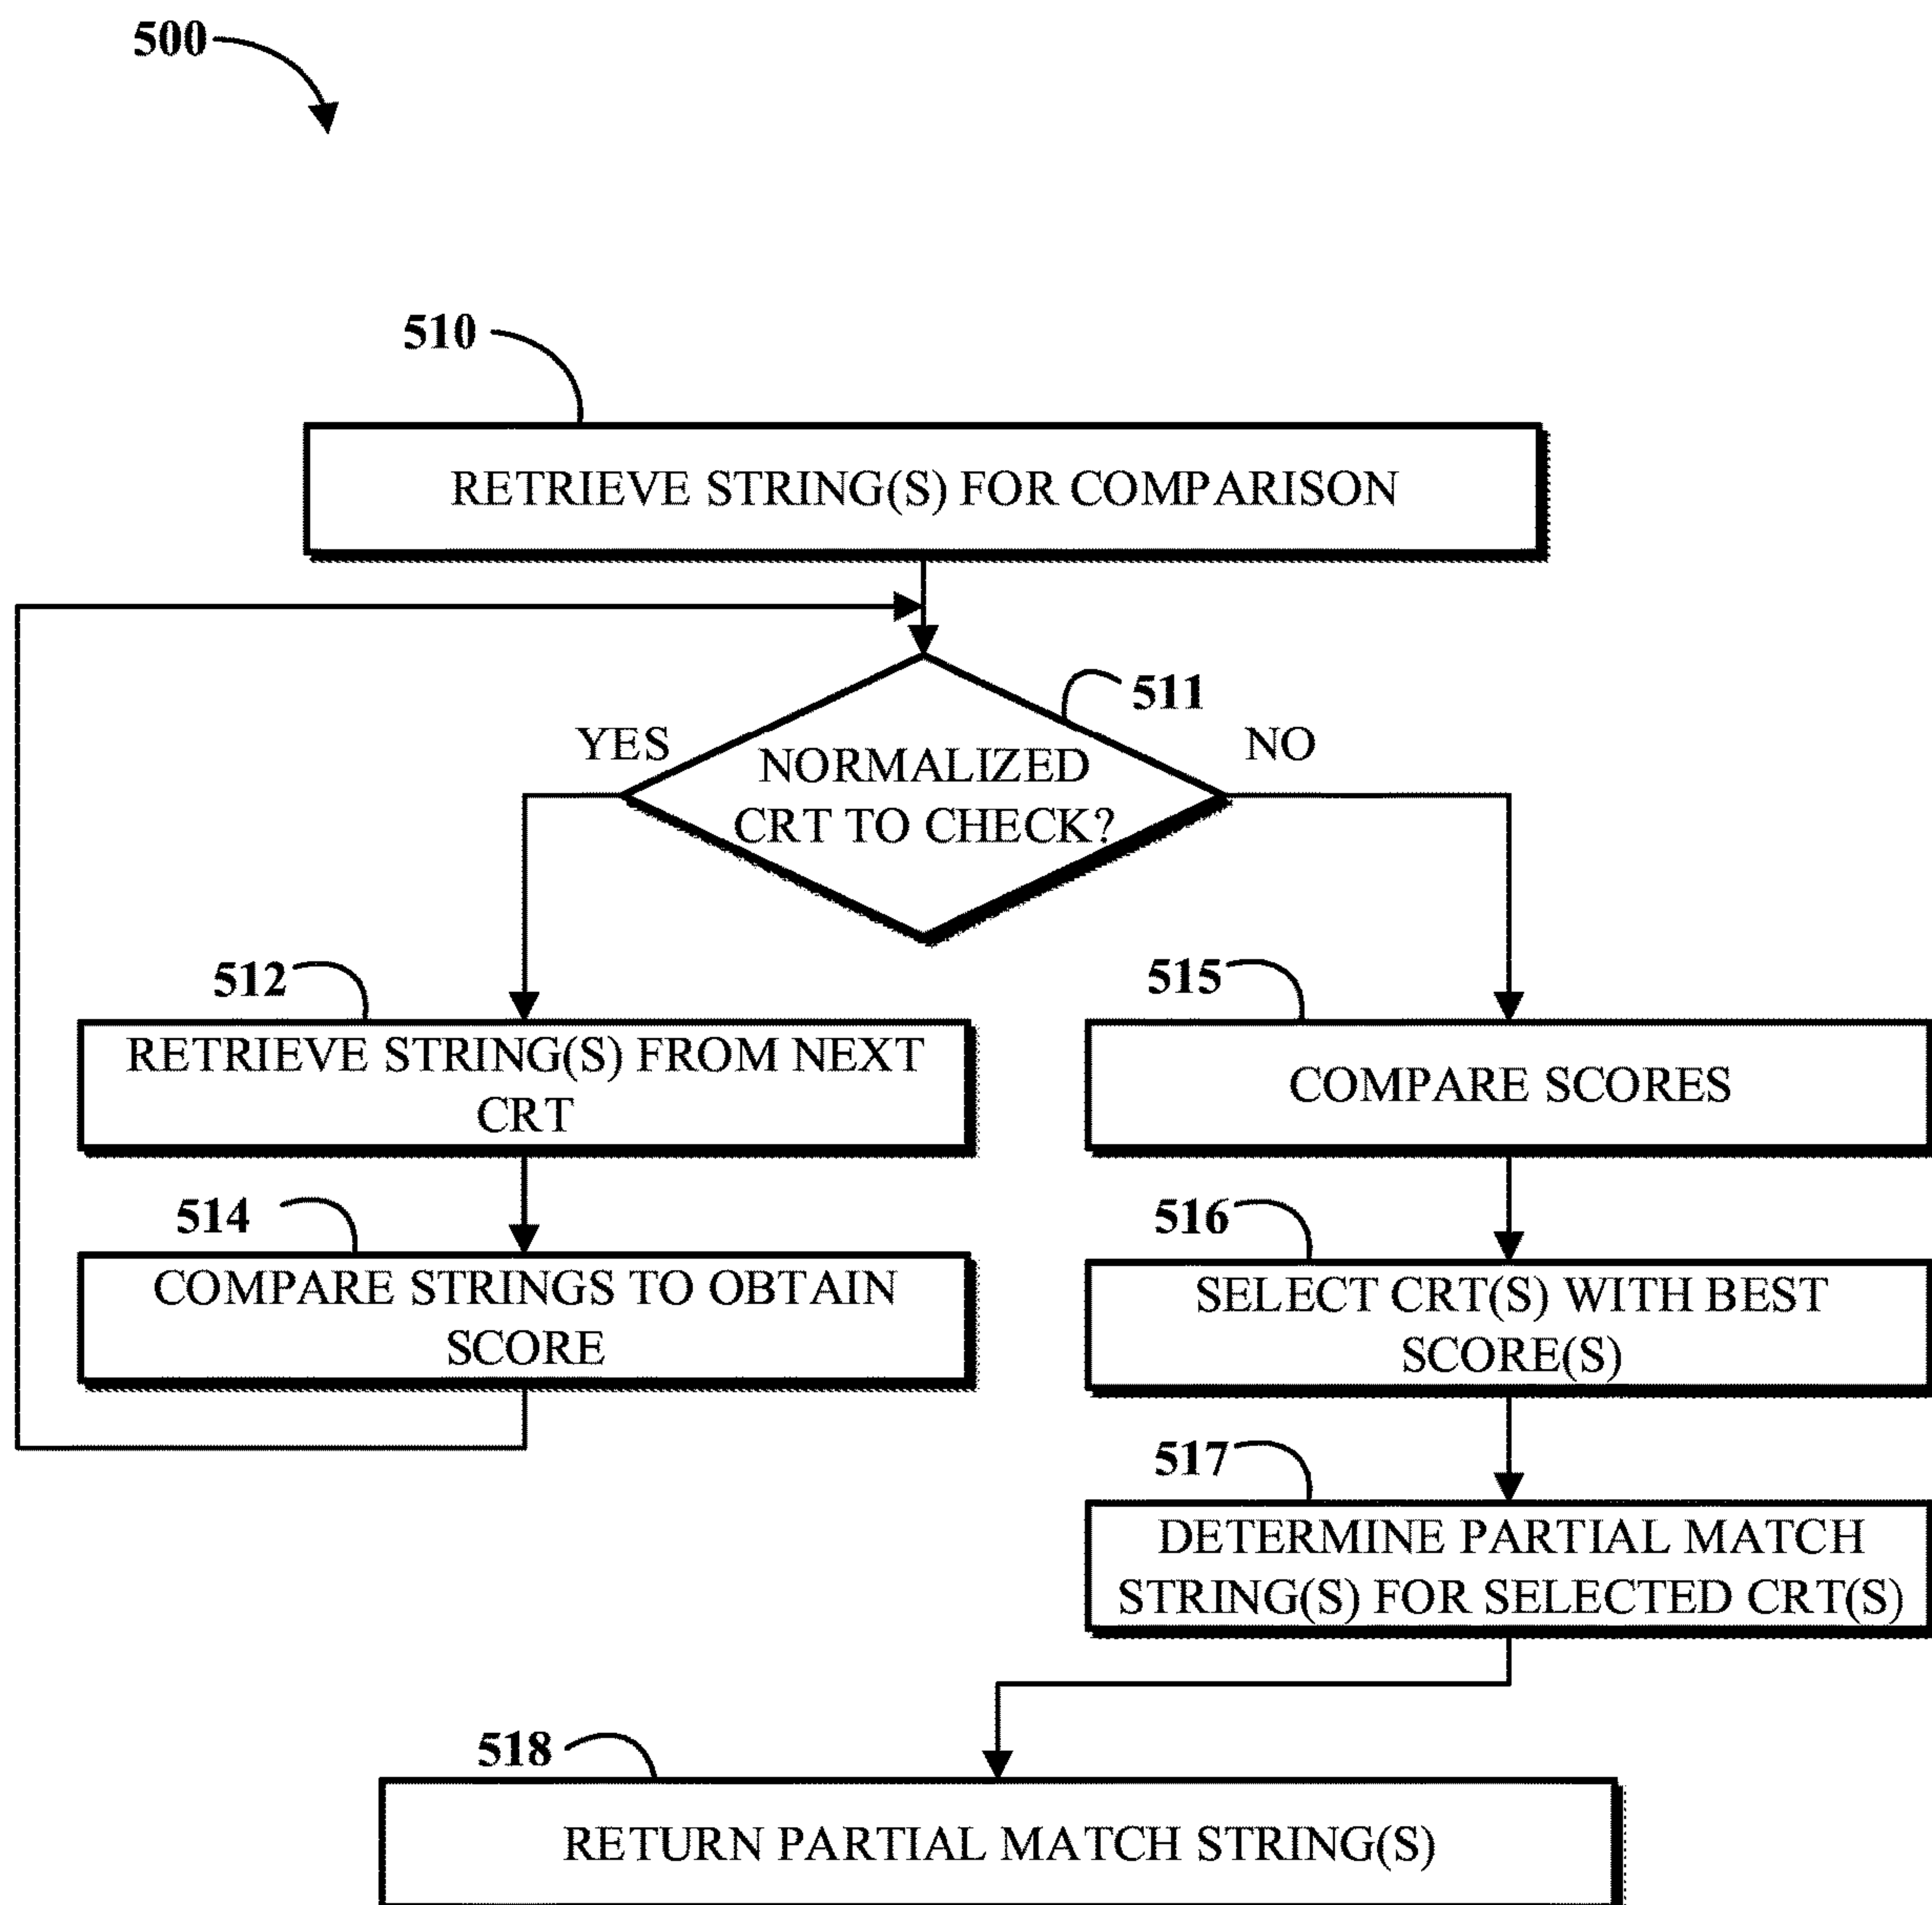 500
510
RETRIEVE STRING(S) FOR COMPARISON
511
YES
NO
NORMALIZED
CRT TO CHECK?
512
RETRIEVE STRING(S) FROM NEXT
CRT
514
COMPARE STRINGS TO OBTAIN
SCORE
515
COMPARE SCORES
516
SELECT CRT(S) WITH BEST
SCORE(S)
517
DETERMINE PARTIAL MATCH
STRING(S) FOR SELECTED CRT(S)
518
RETURN PARTIAL MATCH STRING(S)